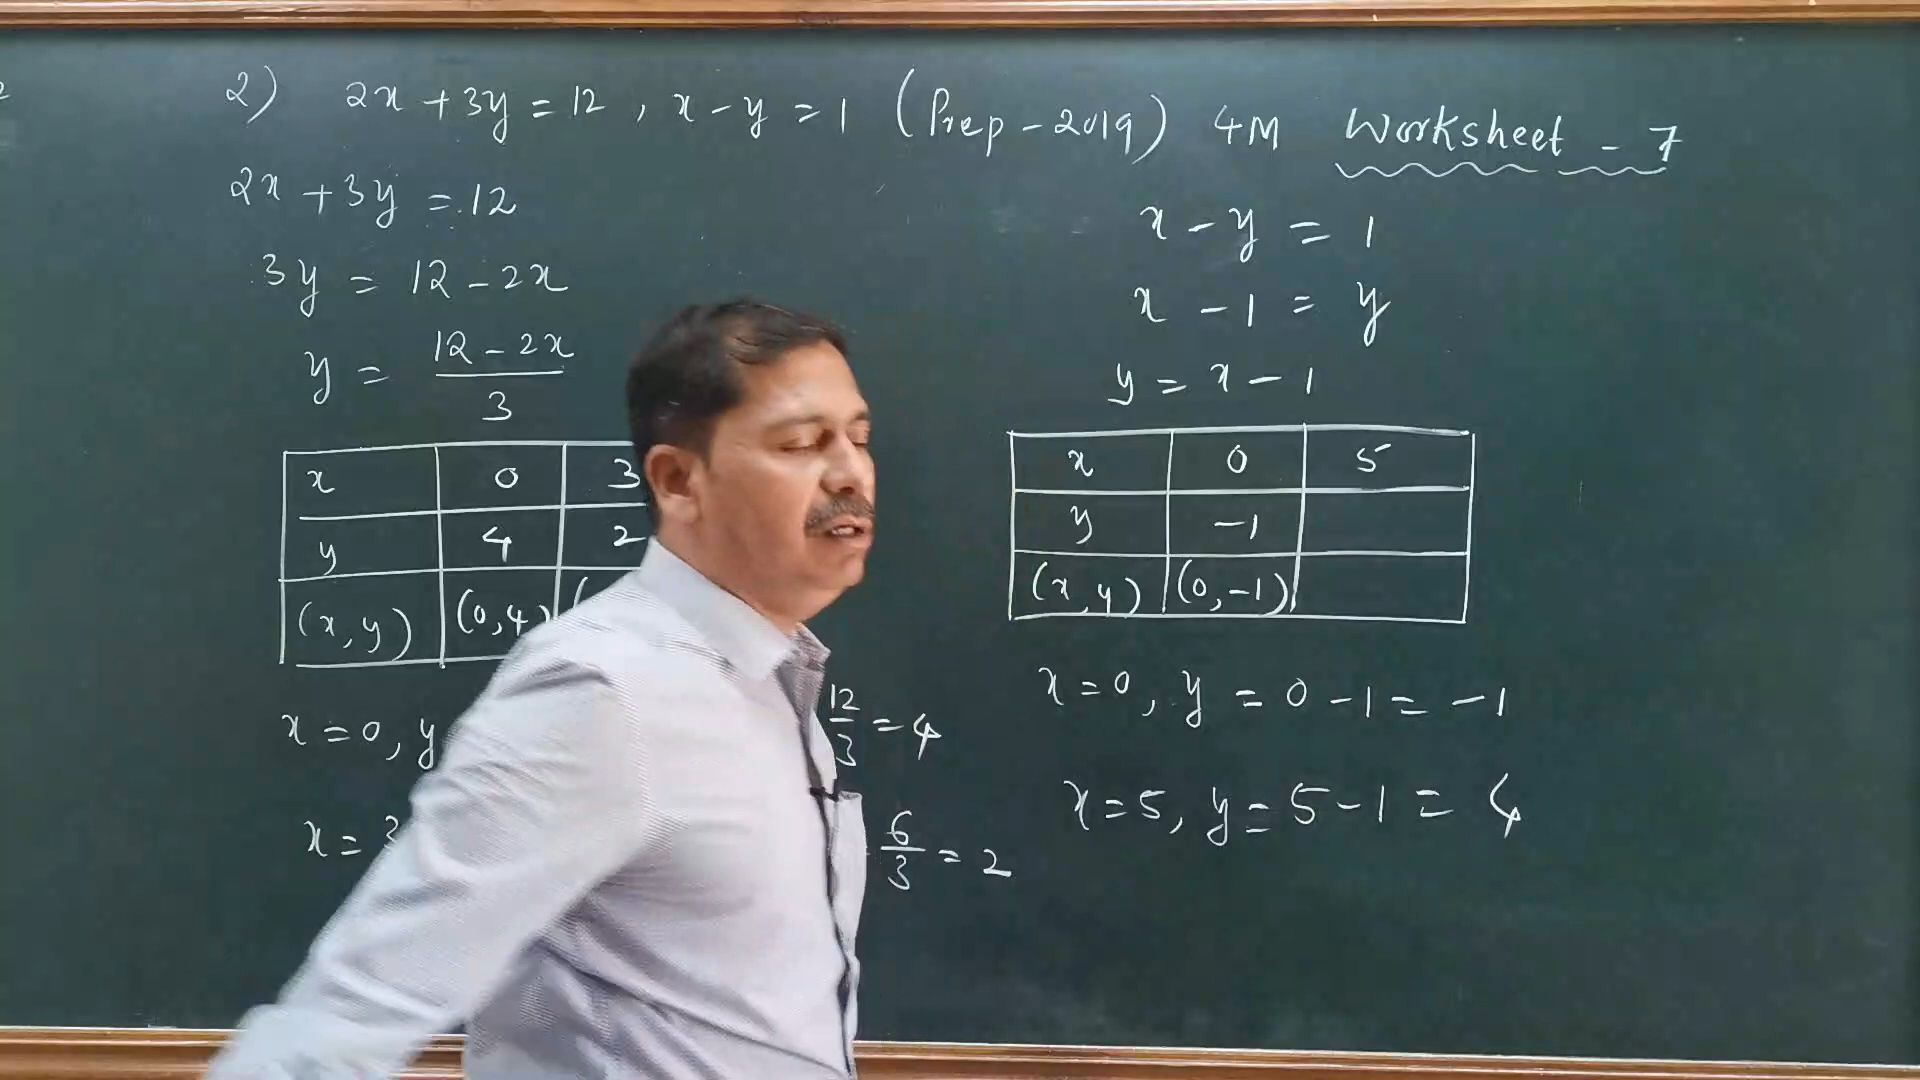 2) 2x + 3y = 12 , x - y = 1 (Prep - 2019) 4M Worksheet - 7
2x + 3y = 12
3y = 12 - 2x
y = 12 - 2x / 3
x 0 3
y 4 2
(x, y) (0,4) (
x = 0, y 12/3 = 4
x = 3 6/3 = 2
x - y = 1
x - 1 = y
y = x - 1
x 0 5
y -1
(x, y) (0, -1)
x = 0, y = 0 - 1 = -1
x = 5, y = 5 - 1 = 4